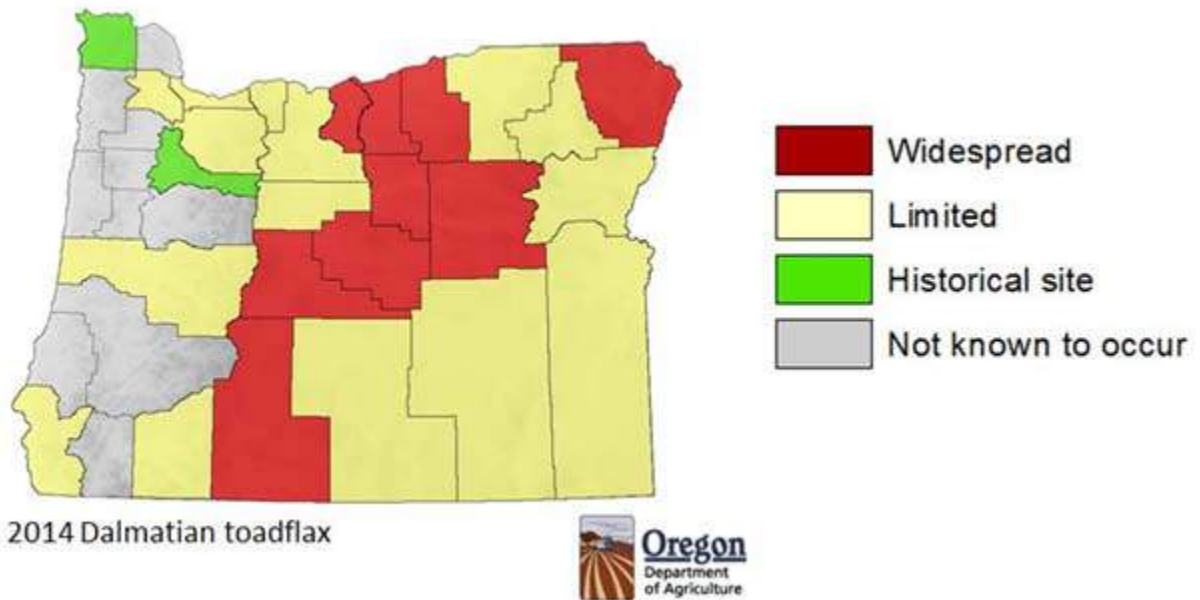 Widespread
Limited
Historical site
Not known to occur
2014 Dalmatian toadflax
Oregon
Department
of Agriculture